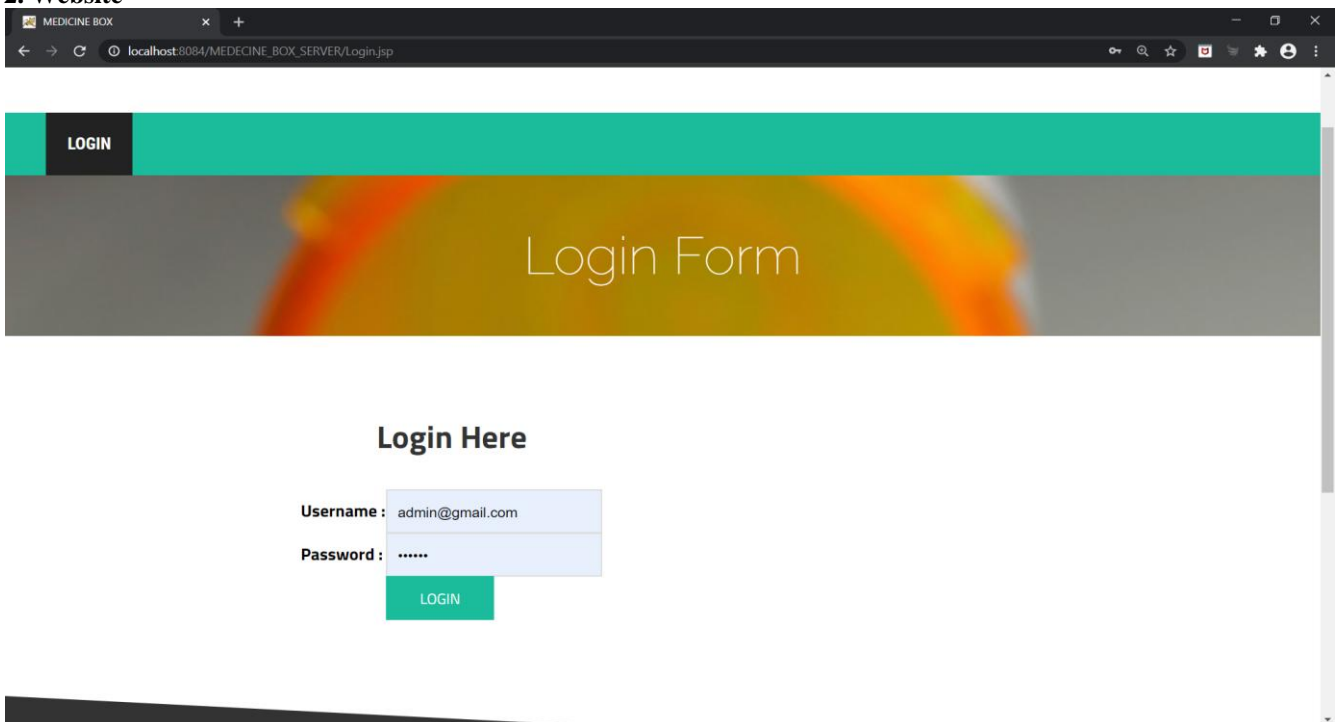 2. Website
MEDICINE BOX
localhost:8084/MEDECINE_BOX_SERVER/Login.jsp
LOGIN
Login Form
Login Here
Username : admin@gmail.com
Password : ••••••
LOGIN